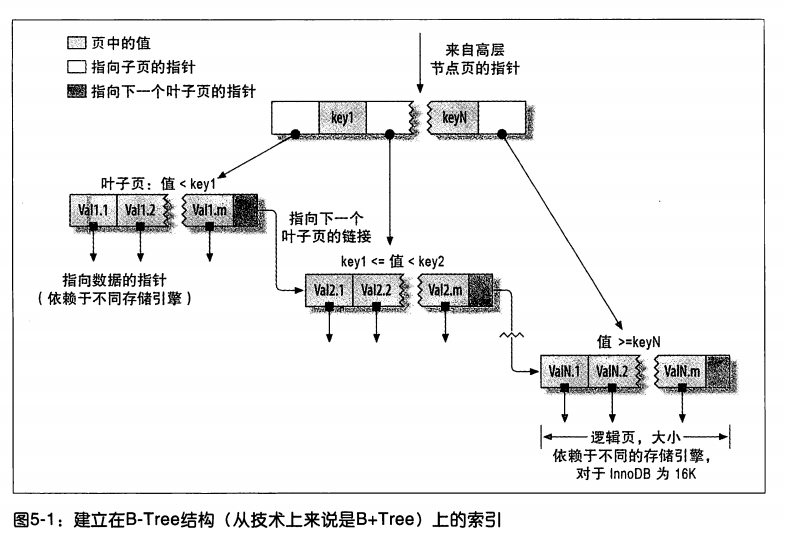 页中的值
指向子页的指针
指向下一个叶子页的指针
来自高层
节点页的指针
key1
keyN
叶子页：值 < key1
Val1.1
Val1.2
Val1.m
指向下一个
叶子页的链接
指向数据的指针
（依赖于不同存储引擎）
key1 <= 值 < key2
Val2.1
Val2.2
Val2.m
值 >=keyN
ValN.1
ValN.2
ValN.m
逻辑页，大小
依赖于不同的存储引擎，
对于 InnoDB 为 16K
图5-1：建立在B-Tree结构（从技术上来说是B+Tree）上的索引